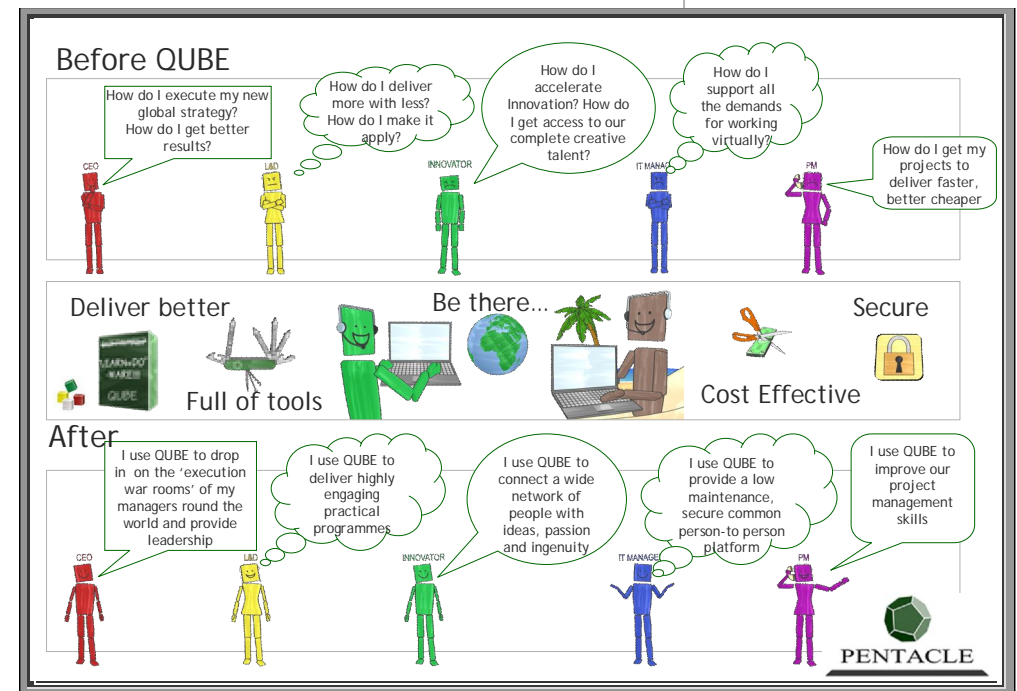 Before QUBE
How do I execute my new
global strategy?
How do I get better
results?
How do I deliver
more with less?
How do I make it
apply?
How do I
accelerate
Innovation? How do
I get access to our
complete creative
talent?
How do I
support all
the demands
for working
virtually?
How do I get my
projects to
deliver faster,
better cheaper
CEO
L&D
INNOVATOR
IT MANAG
PM
Deliver better
Be there...
Secure
LEARN DO
QUBE
Full of tools
Cost Effective
After
I use QUBE to drop
in on the ‘execution
war rooms’ of my
managers round the
world and provide
leadership
I use QUBE to
deliver highly
engaging
practical
programmes
I use QUBE to
connect a wide
network of
people with
ideas, passion
and ingenuity
I use QUBE to
provide a low
maintenance,
secure common
person-to person
platform
I use QUBE to
improve our
project
management
skills
CEO
L&D
INNOVATOR
IT MANAGE
PM
PENTACLE